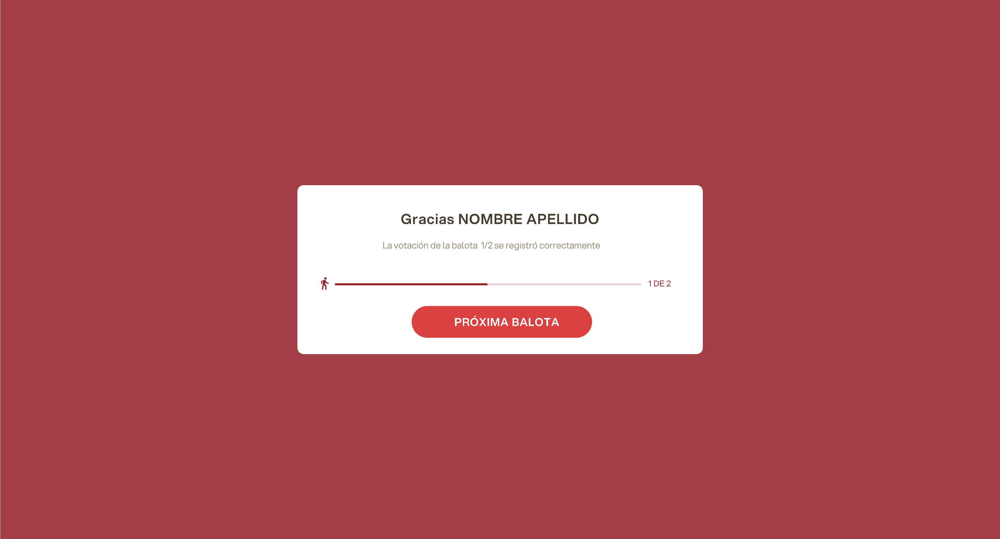 Gracias NOMBRE APELLIDO
La votación de la balota 1/2 se registró correctamente
1 DE 2
PRÓXIMA BALOTA